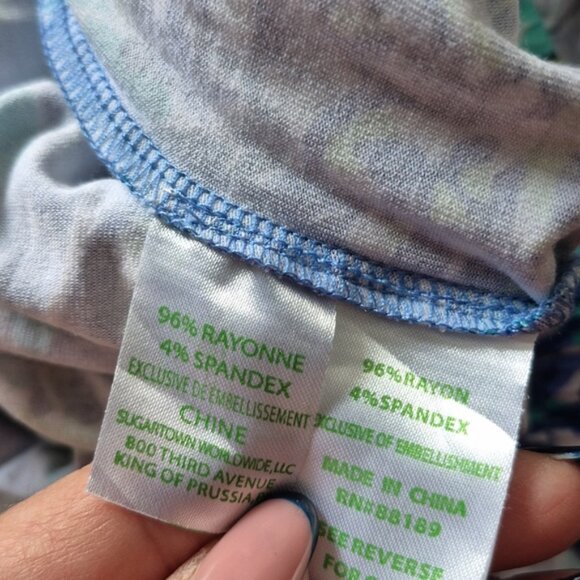 96% RAYONNE
4% SPANDEX
EXCLUSIVE DE EMBELLISSEMENT
CHINE
SUGARTOWN WORLDWIDE, LLC
800 THIRD AVENUE
KING OF PRUSSIA
96% RAYON
4% SPANDEX
EXCLUSIVE OF EMBELLISHMENT
MADE IN CHINA
RN#88189
SEE REVERSE
FOR